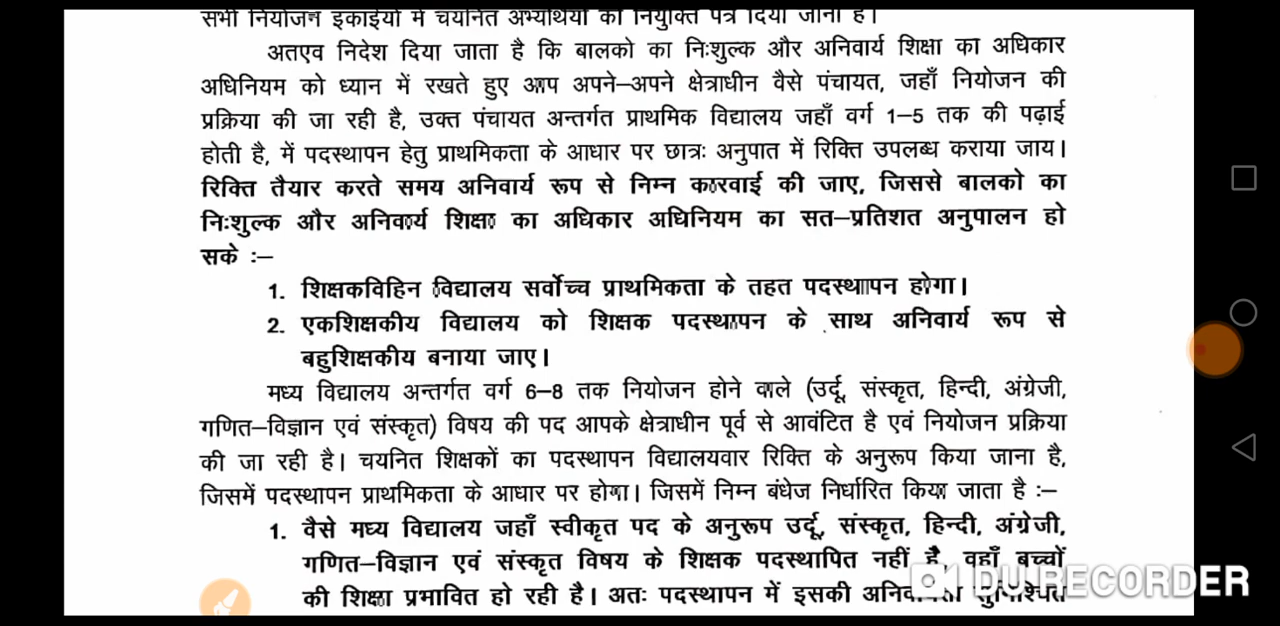 सभी नियोजन इकाईयों में चयनित अभ्यर्थियों को नियुक्ति पत्र दिया जाना है।
अतएव निदेश दिया जाता है कि बालको का निःशुल्क और अनिवार्य शिक्षा का अधिकार
अधिनियम को ध्यान में रखते हुए आप अपने–अपने क्षेत्राधीन वैसे पंचायत, जहाँ नियोजन की
प्रक्रिया की जा रही है, उक्त पंचायत अन्तर्गत प्राथमिक विद्यालय जहाँ वर्ग 1–5 तक की पढ़ाई
होती है, में पदस्थापन हेतु प्राथमिकता के आधार पर छात्रः अनुपात में रिक्ति उपलब्ध कराया जाय।
रिक्ति तैयार करते समय अनिवार्य रूप से निम्न कारवाई की जाए, जिससे बालको का
निःशुल्क और अनिवार्य शिक्षा का अधिकार अधिनियम का सत–प्रतिशत अनुपालन हो
सके :–
1. शिक्षकविहिन विद्यालय सर्वोच्च प्राथमिकता के तहत पदस्थापन होगा।
2. एकशिक्षकीय विद्यालय को शिक्षक पदस्थापन के साथ अनिवार्य रूप से
बहुशिक्षकीय बनाया जाए।
मध्य विद्यालय अन्तर्गत वर्ग 6–8 तक नियोजन होने वाले (उर्दू, संस्कृत, हिन्दी, अंग्रेजी,
गणित–विज्ञान एवं संस्कृत) विषय की पद आपके क्षेत्राधीन पूर्व से आवंटित है एवं नियोजन प्रक्रिया
की जा रही है। चयनित शिक्षकों का पदस्थापन विद्यालयवार रिक्ति के अनुरूप किया जाना है,
जिसमें पदस्थापन प्राथमिकता के आधार पर होगा। जिसमें निम्न बंधेज निर्धारित किया जाता है :–
1. वैसे मध्य विद्यालय जहाँ स्वीकृत पद के अनुरूप उर्दू, संस्कृत, हिन्दी, अंग्रेजी,
गणित–विज्ञान एवं संस्कृत विषय के शिक्षक पदस्थापित नहीं है, वहाँ बच्चों
की शिक्षा प्रभावित हो रही है। अतः पदस्थापन में इसकी अनिवार्यता सुनिश्चित
DU RECORDER